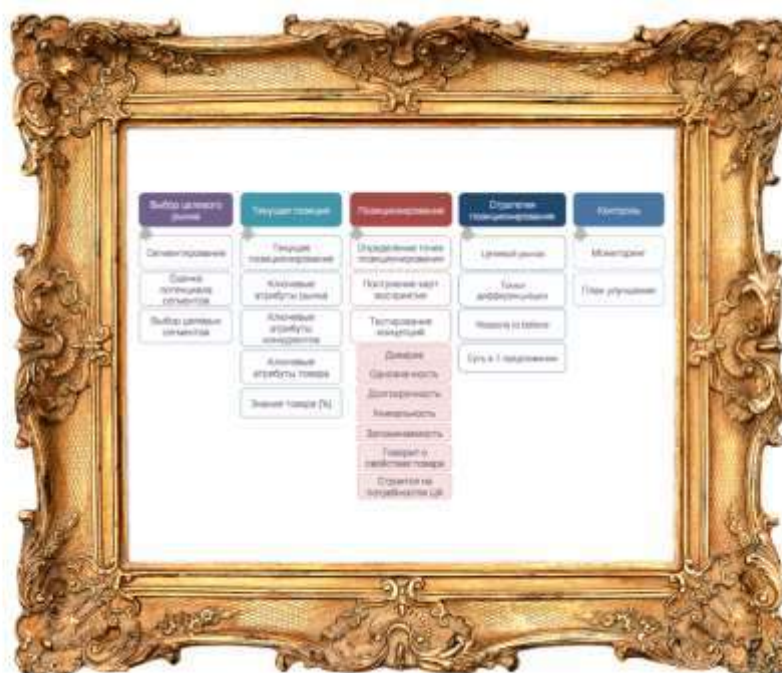 Выбор целевого
рынка
Сегментирование
Оценка
потенциала
сегментов
Выбор целевых
сегментов
Текущая позиция
Текущее
позиционирование
Ключевые
атрибуты рынка
Ключевые
атрибуты
конкурентов
Ключевые
атрибуты товара
Знание товара (%)
Позиционирование
Определение точек
позиционирования
Построение карт
восприятия
Тестирование
концепций
Доверие
Однозначность
Долгосрочность
Уникальность
Запоминаемость
Говорит о
свойствах товара
Строится на
потребностях ЦА
Стратегия
позиционирования
Целевой рынок
Точки
дифференциации
Reasons to believe
Суть в 1 предложении
Контроль
Мониторинг
План улучшения